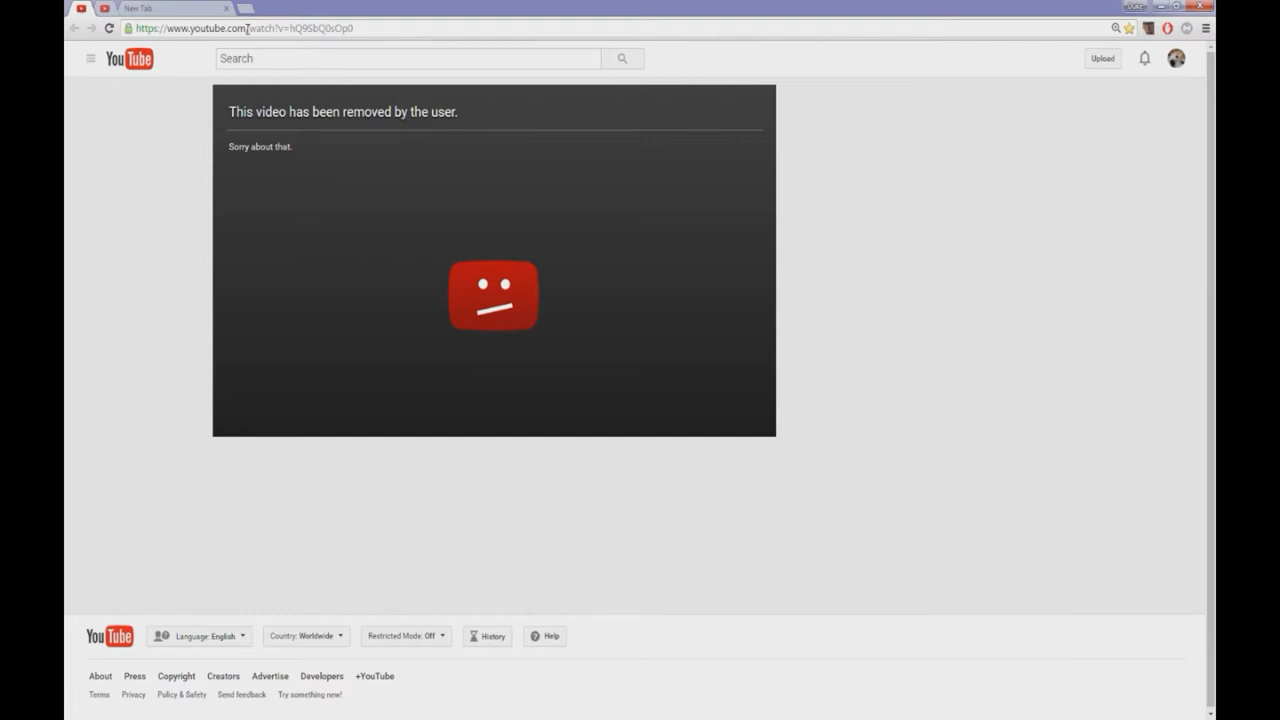 New Tab
https://www.youtube.com/watch?v=hQ9SbQ0sOp0
YouTube
Search
Upload
This video has been removed by the user.
Sorry about that.
YouTube
Language: English
Country: Worldwide
Restricted Mode: Off
History
Help
About Press Copyright Creators Advertise Developers +YouTube
Terms Privacy Policy & Safety Send feedback Try something new!